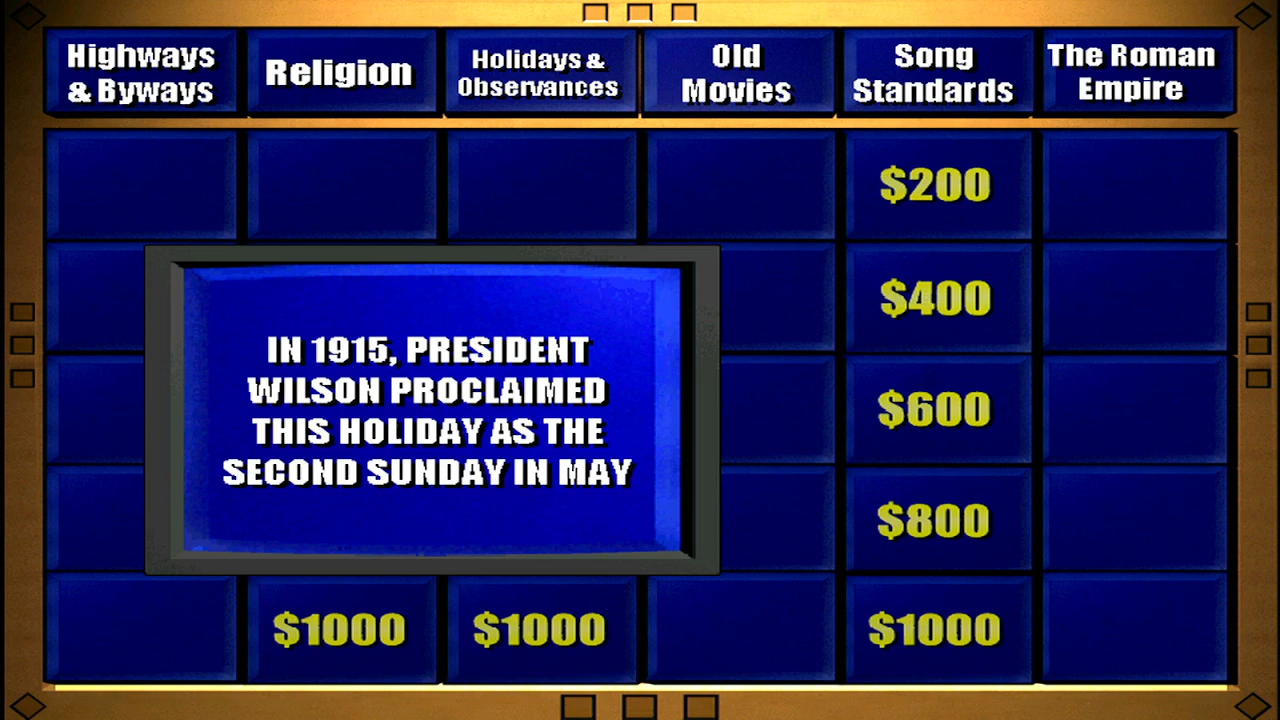 Highways
& Byways
Religion
Holidays &
Observances
Old
Movies
Song
Standards
The Roman
Empire
$200
$400
IN 1915, PRESIDENT
WILSON PROCLAIMED
THIS HOLIDAY AS THE
SECOND SUNDAY IN MAY
$600
$800
$1000
$1000
$1000